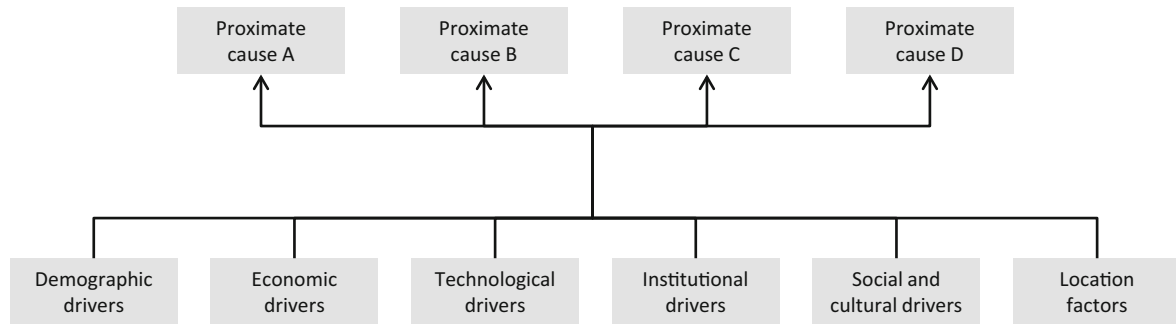 Proximate
cause A
Proximate
cause B
Proximate
cause C
Proximate
cause D
Demographic
drivers
Economic
drivers
Technological
drivers
Institutional
drivers
Social and
cultural drivers
Location
factors